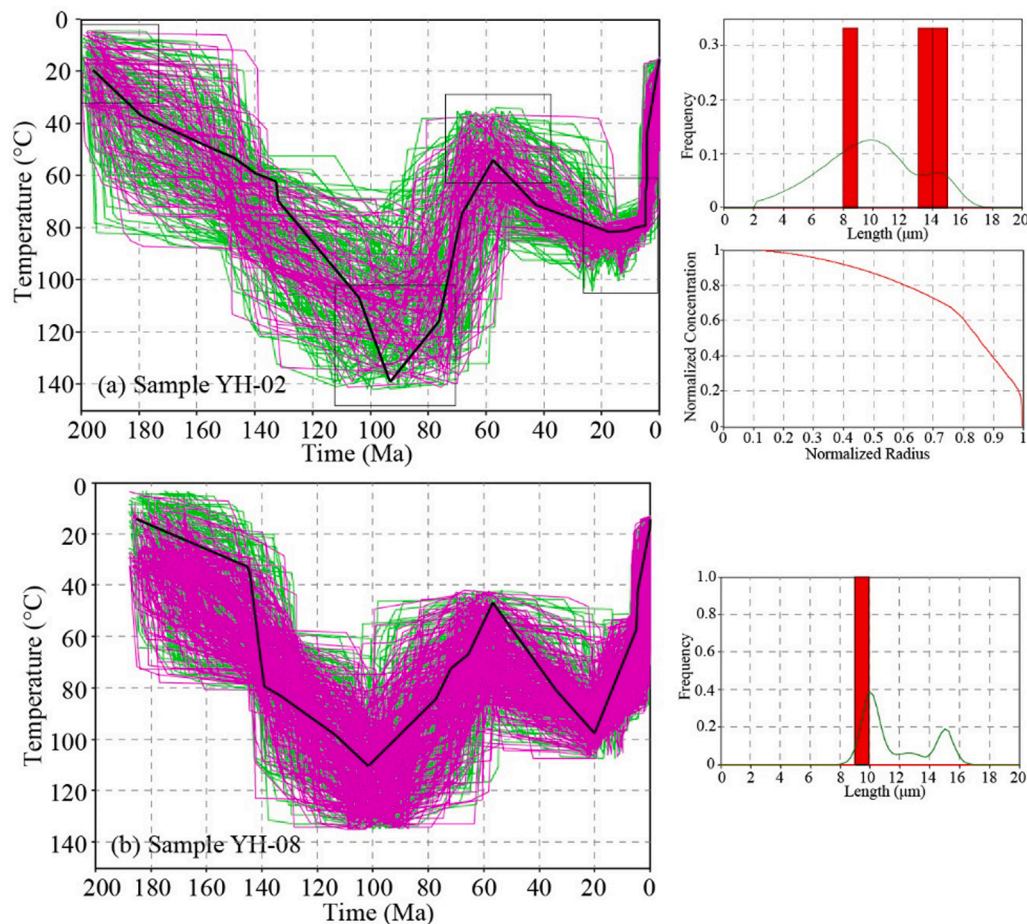 0
20
40
60
80
100
120
140
Temperature (°C)
(a) Sample YH-02
200 180 160 140 120 100 80 60 40 20 0
Time (Ma)
0.3
0.2
0.1
0
Frequency
0 2 4 6 8 10 12 14 16 18 20
Length (μm)
1
0.8
0.6
0.4
0.2
0
Normalized Concentration
0 0.1 0.2 0.3 0.4 0.5 0.6 0.7 0.8 0.9 1
Normalized Radius
0
20
40
60
80
100
120
140
Temperature (°C)
(b) Sample YH-08
200 180 160 140 120 100 80 60 40 20 0
Time (Ma)
1.0
0.8
0.6
0.4
0.2
0
Frequency
0 2 4 6 8 10 12 14 16 18 20
Length (μm)